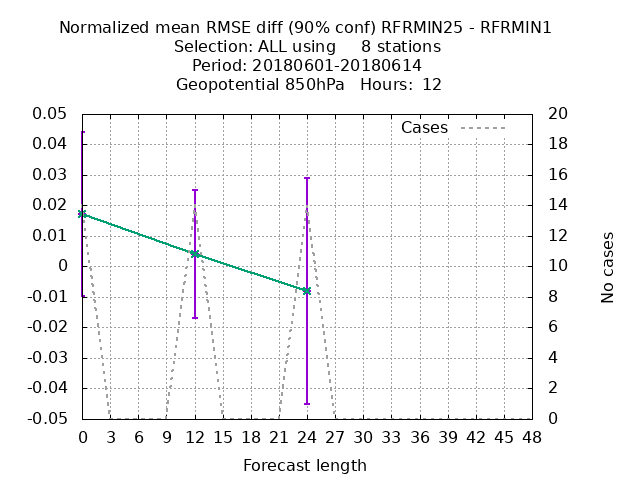 Normalized mean RMSE diff (90% conf) RFRMIN25 - RFRMIN1
Selection: ALL using 8 stations
Period: 20180601-20180614
Geopotential 850hPa Hours: 12
Cases
0.05
0.04
0.03
0.02
0.01
0
-0.01
-0.02
-0.03
-0.04
-0.05
20
18
16
14
12
10
8
6
4
2
0
No cases
0 3 6 9 12 15 18 21 24 27 30 33 36 39 42 45 48
Forecast length